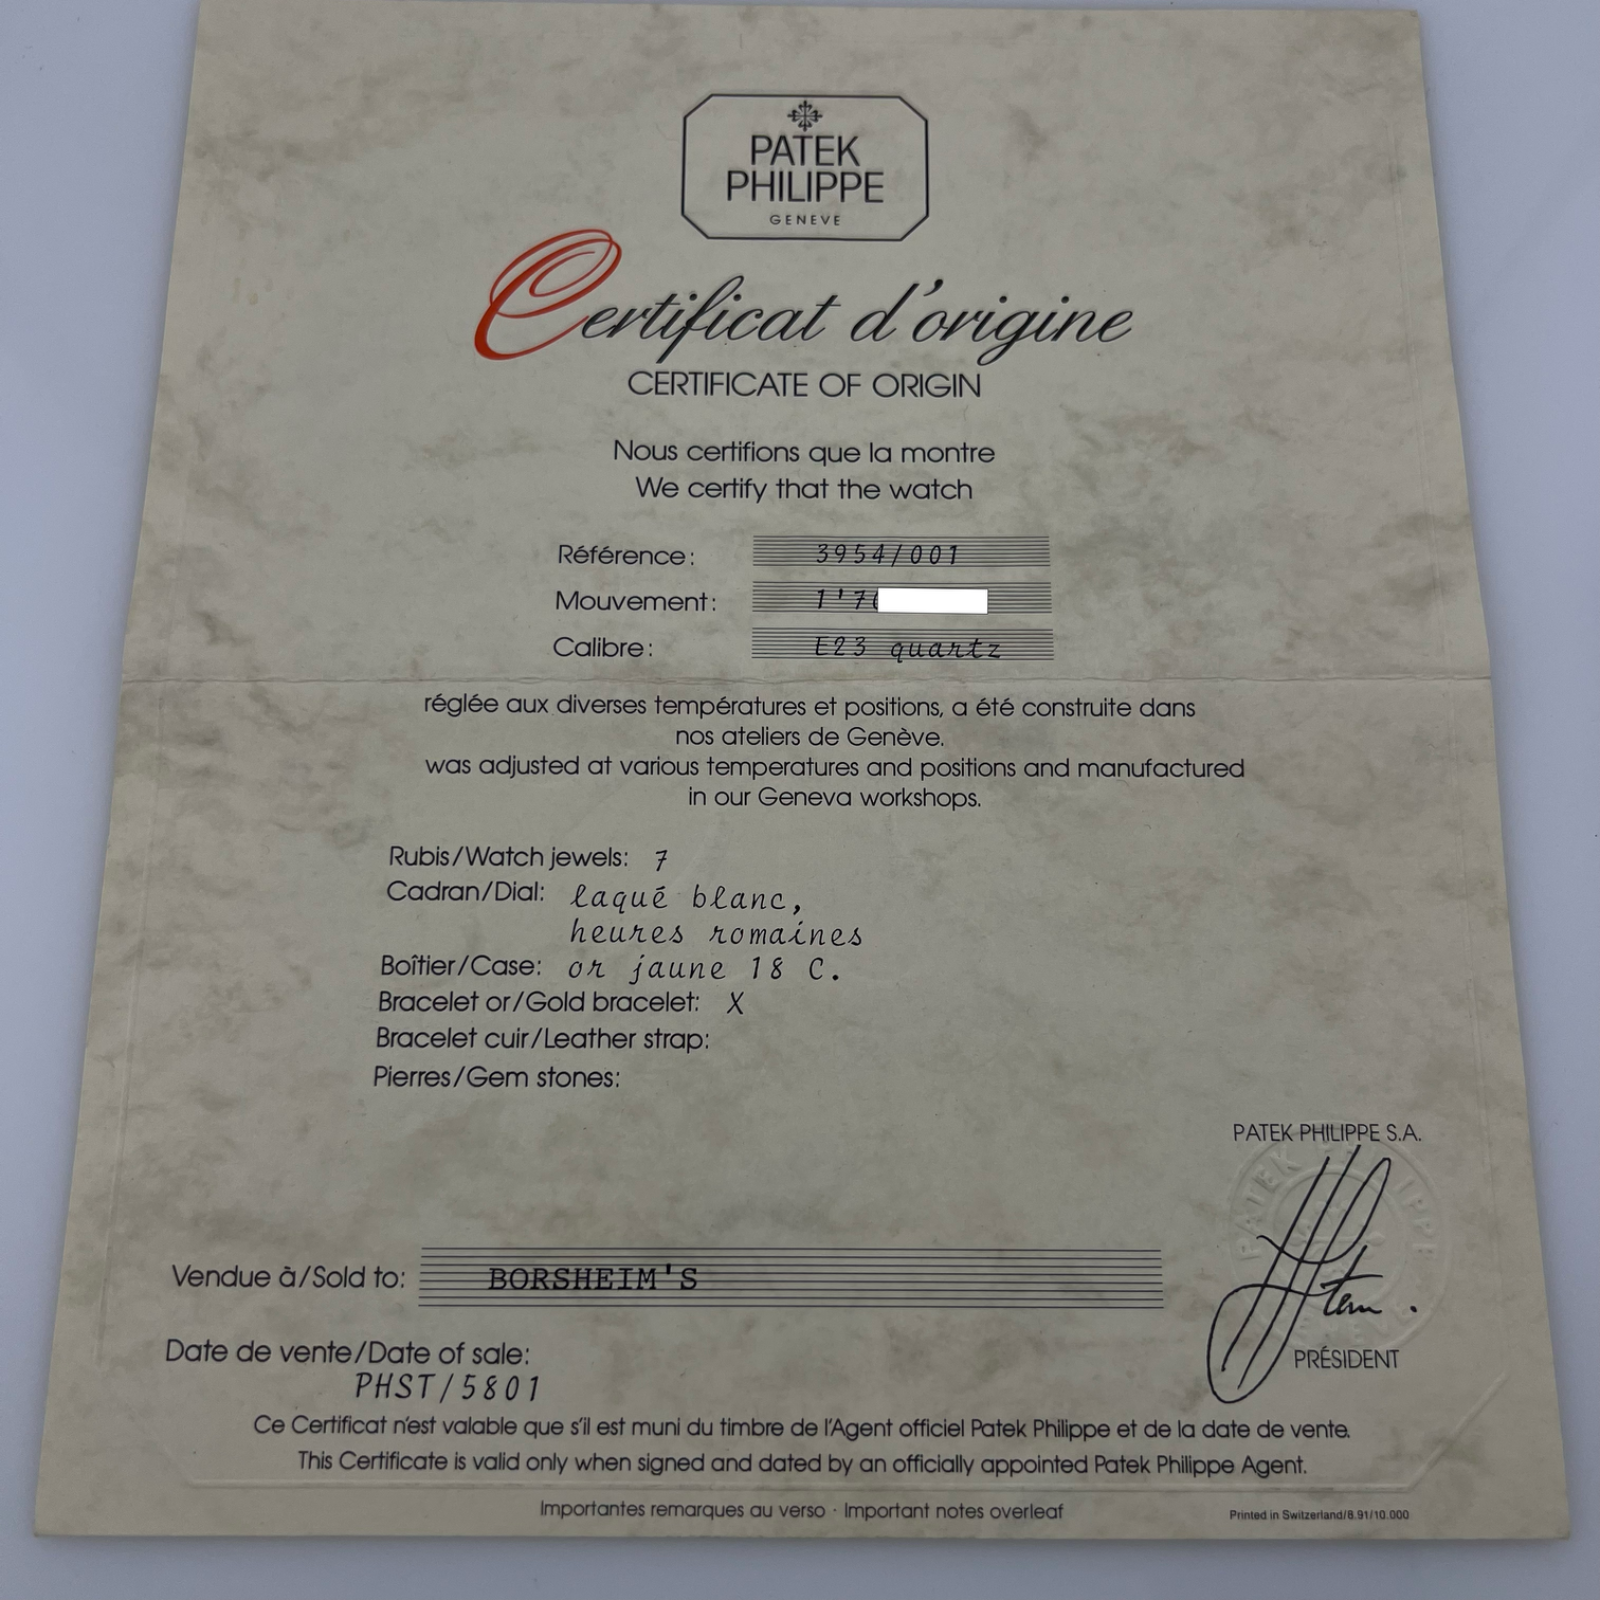 PATEK
PHILIPPE
GENEVE
Certificat d'origine
CERTIFICATE OF ORIGIN
Nous certifions que la montre
We certify that the watch
Référence: 3954/001
Mouvement: 1'7
Calibre: E23 quartz
réglée aux diverses températures et positions, a été construite dans
nos ateliers de Genève.
was adjusted at various temperatures and positions and manufactured
in our Geneva workshops.
Rubis/Watch jewels: 7
Cadran/Dial: laqué blanc,
heures romaines
Boîtier/Case: or jaune 18 C.
Bracelet or/Gold bracelet: X
Bracelet cuir/Leather strap:
Pierres/Gem stones:
PATEK PHILIPPE S.A.
Stern.
PRÉSIDENT
Vendue à/Sold to: BORSHEIM'S
Date de vente/Date of sale:
PHST/5801
Ce Certificat n'est valable que s'il est muni du timbre de l'Agent officiel Patek Philippe et de la date de vente.
This Certificate is valid only when signed and dated by an officially appointed Patek Philippe Agent.
Importantes remarques au verso · Important notes overleaf
Printed in Switzerland/8.91/10.000